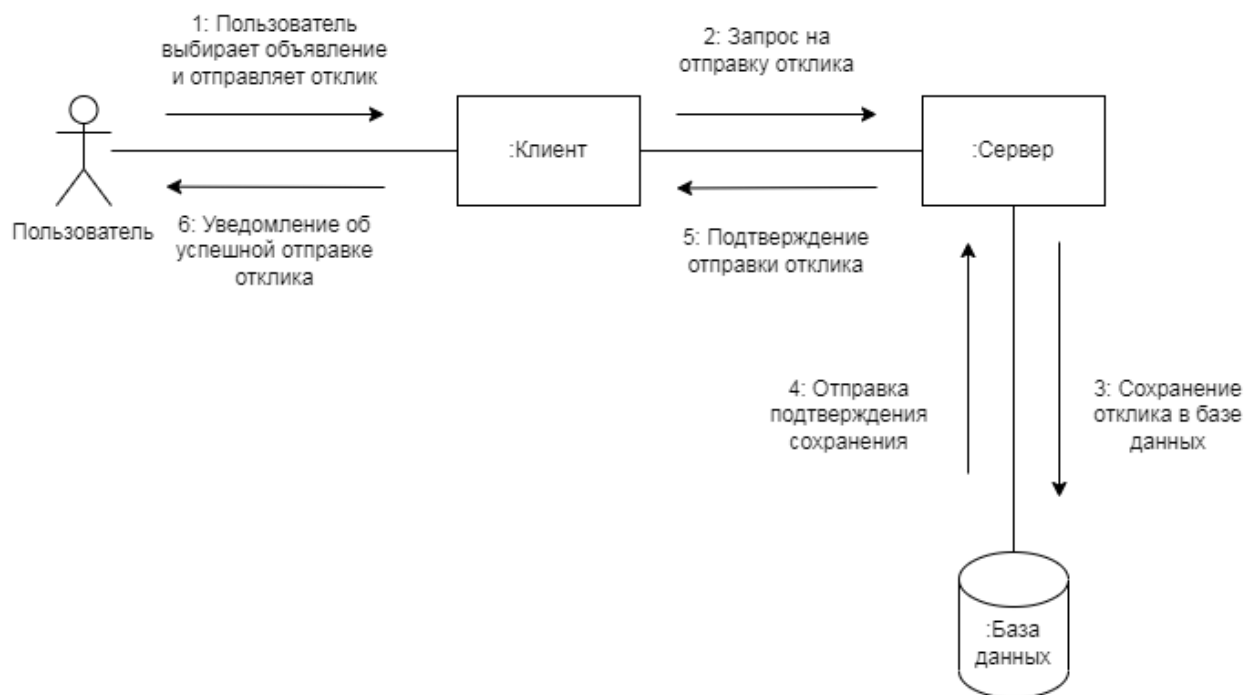 1: Пользователь
выбирает объявление
и отправляет отклик
2: Запрос на
отправку отклика
:Клиент
:Сервер
Пользователь
6: Уведомление об
успешной отправке
отклика
5: Подтверждение
отправки отклика
4: Отправка
подтверждения
сохранения
3: Сохранение
отклика в базе
данных
:База
данных